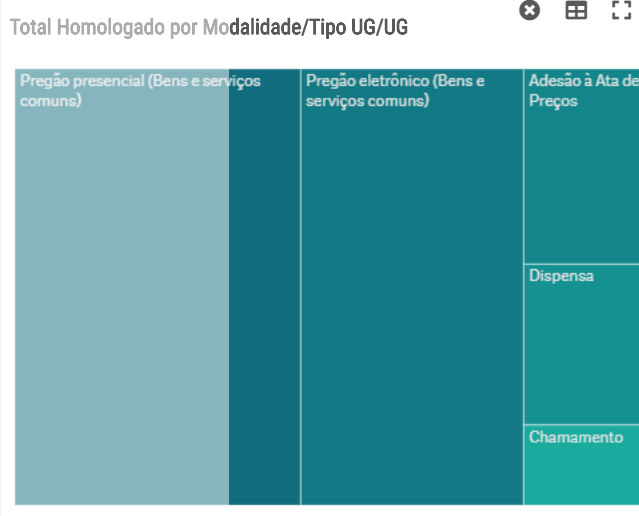 Total Homologado por Modalidade/Tipo UG/UG
Pregão presencial (Bens e serviços
comuns)
Pregão eletrônico (Bens e
serviços comuns)
Adesão à Ata de
Preços
Dispensa
Chamamento